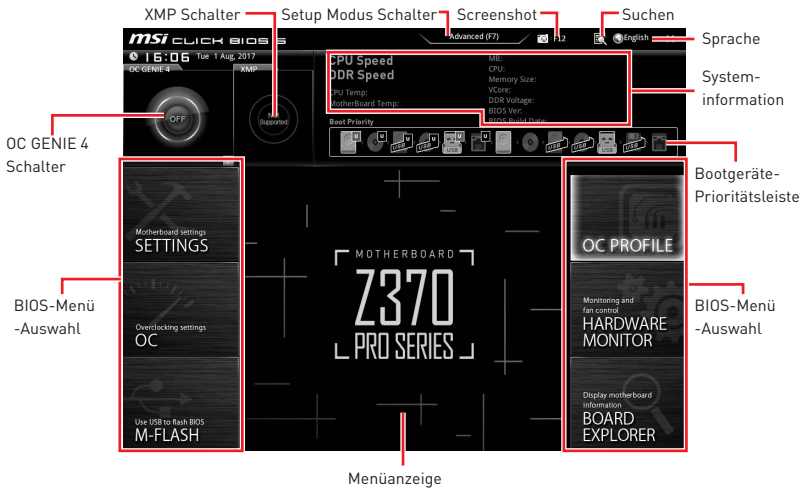 XMP Schalter
Setup Modus Schalter
Screenshot
Suchen
msi CLICK BIOS 5
Advanced (F7)
F12
English
Sprache
16:06 Tue 1 Aug, 2017
OC GENIE 4
XMP
CPU Speed
DDR Speed
CPU Temp:
MotherBoard Temp:
MB:
CPU:
Memory Size:
VCore:
DDR Voltage:
BIOS Ver:
BIOS Build Date:
System-
information
OFF
Not
Supported
Boot Priority
U
U
USB U
USB U
USB U
U
USB
USB
USB
USB
OC GENIE 4
Schalter
Bootgeräte-
Prioritätsleiste
Motherboard settings
SETTINGS
OC PROFILE
MOTHERBOARD
Z370
PRO SERIES
BIOS-Menü
-Auswahl
Overclocking settings
OC
Monitoring and
fan control
HARDWARE
MONITOR
BIOS-Menü
-Auswahl
Use USB to flash BIOS
M-FLASH
Display motherboard
information
BOARD
EXPLORER
Menüanzeige